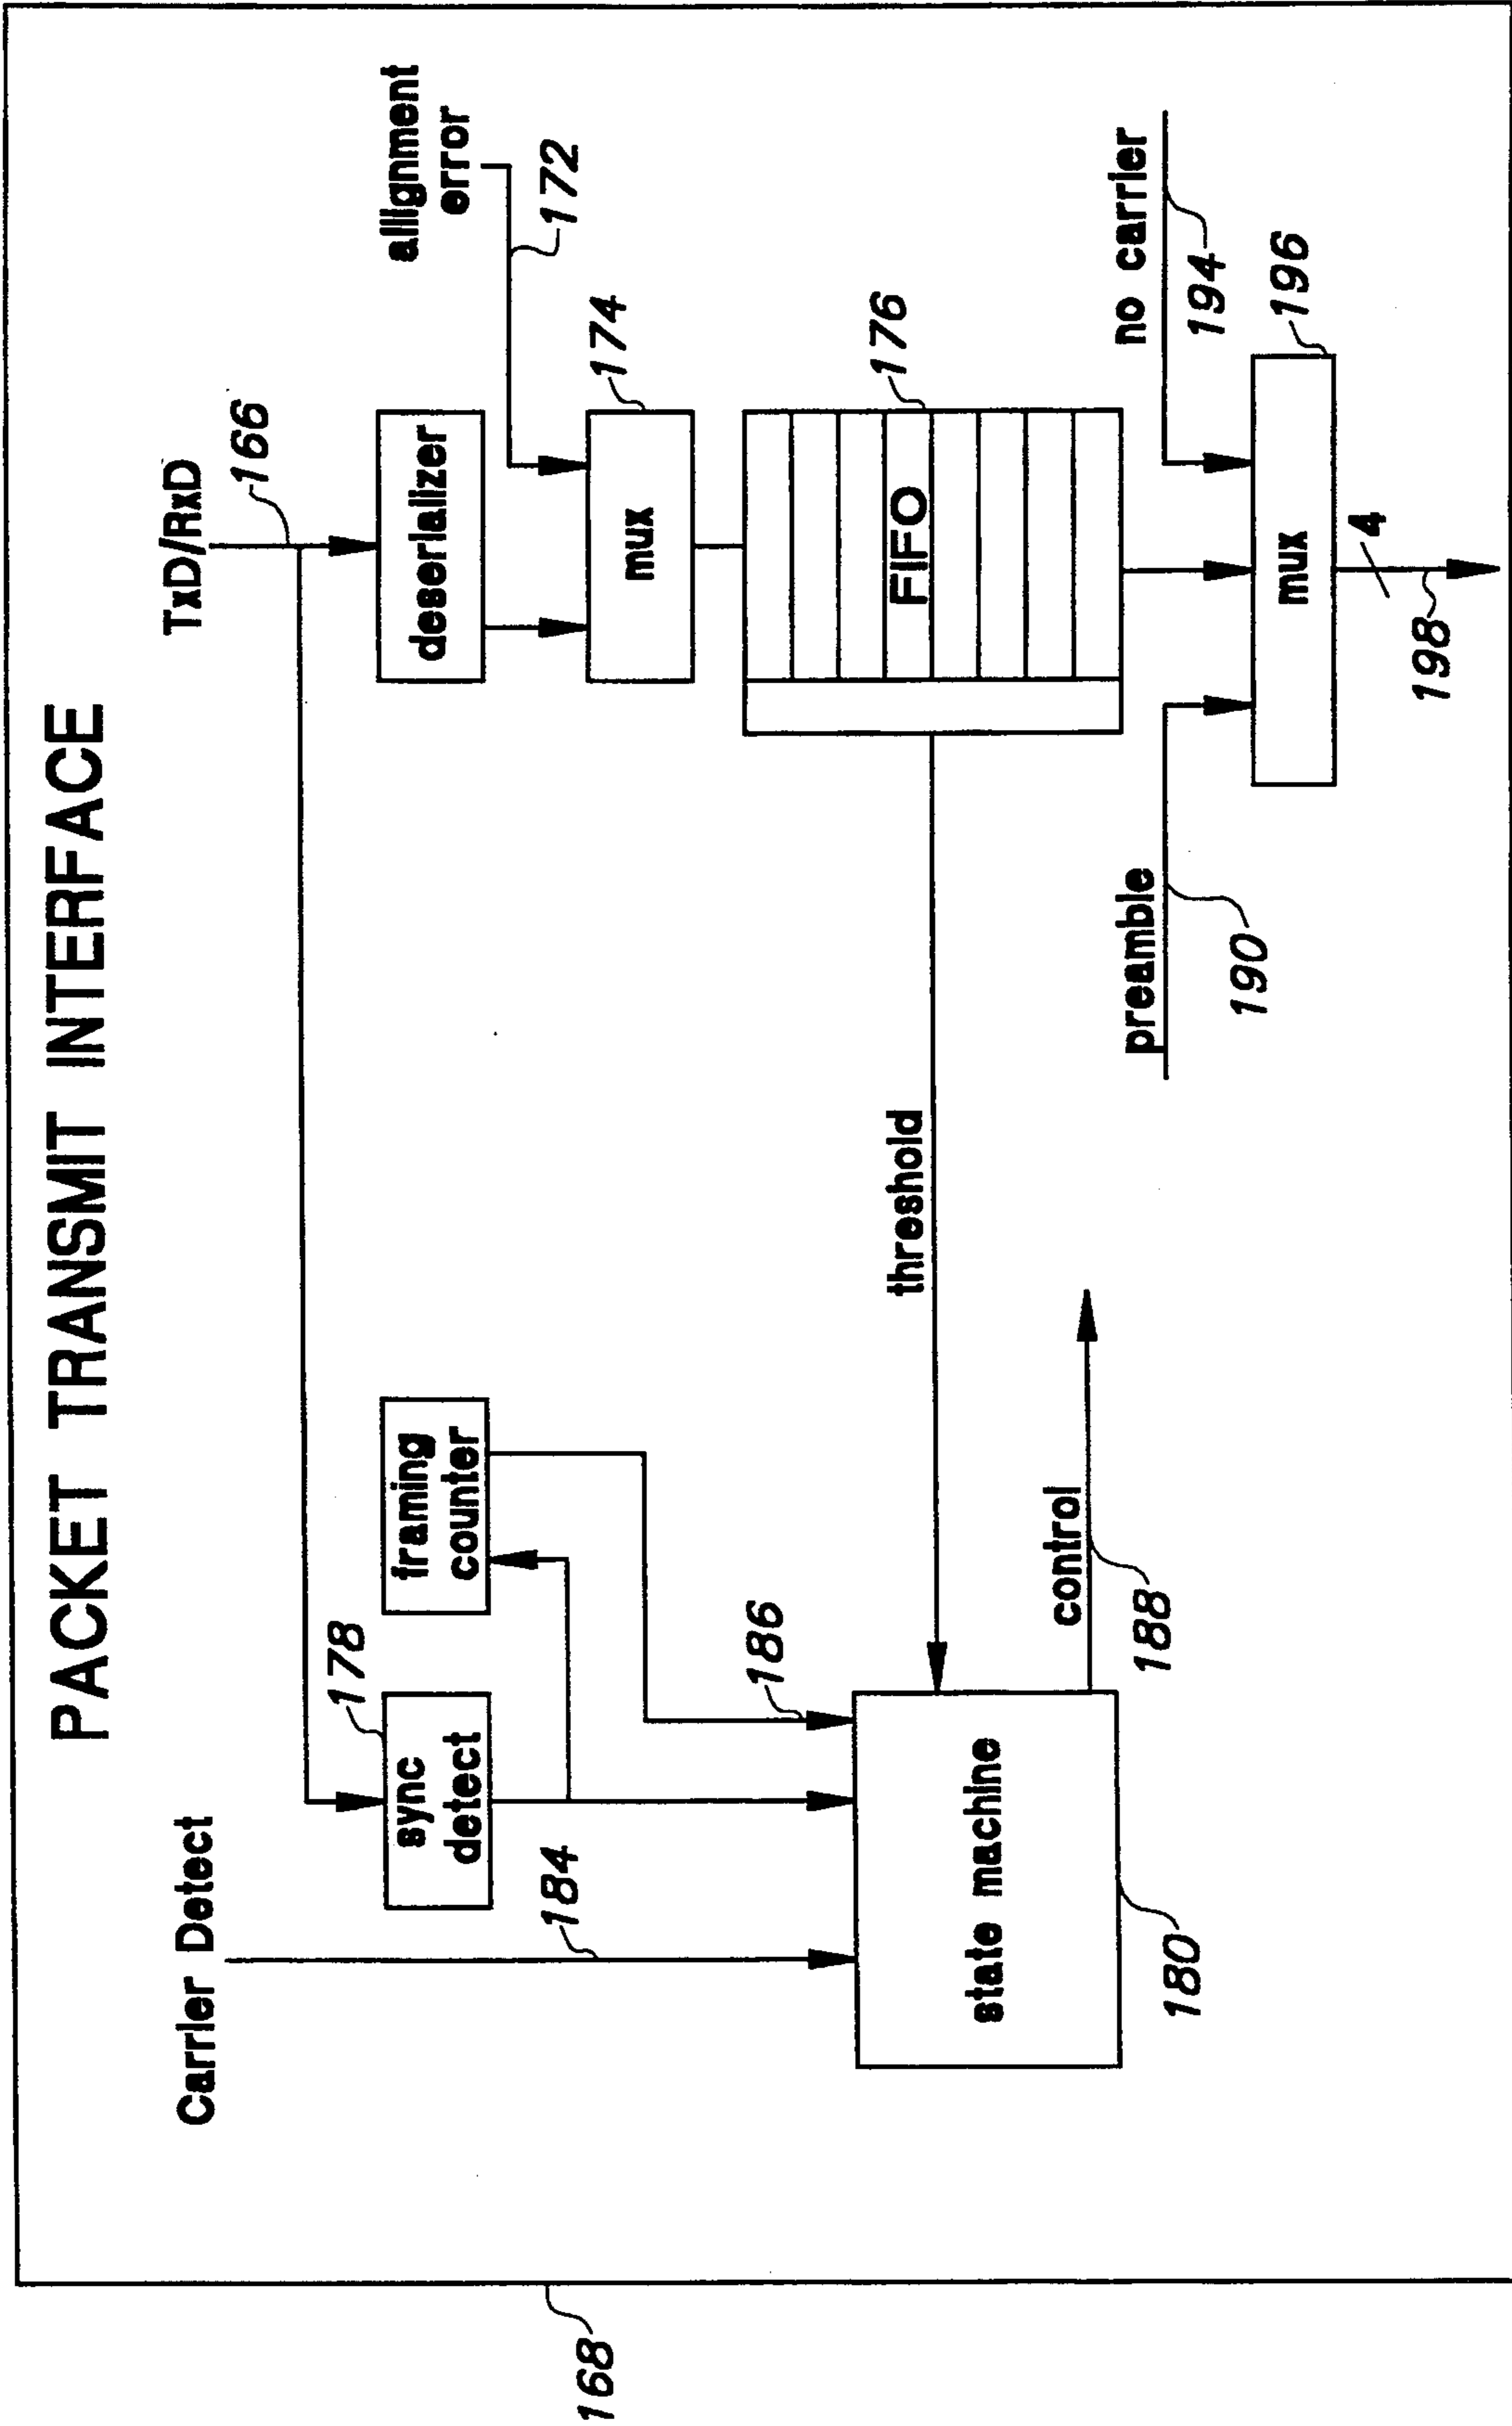 PACKET TRANSMIT INTERFACE
Carrier Detect
TxD/RxD
166
178
sync
detect
framing
counter
deserializer
allignment
error
184
172
174
mux
186
threshold
FIFO
176
state machine
control
preamble
no carrier
180
188
190
194
mux
196
4
198
168